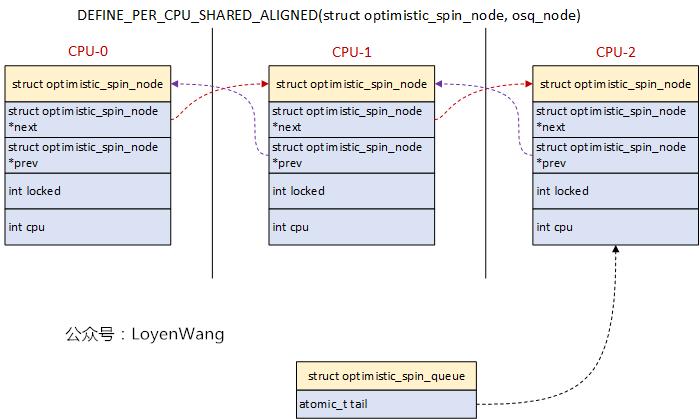 DEFINE_PER_CPU_SHARED_ALIGNED(struct optimistic_spin_node, osq_node)
CPU-0
struct optimistic_spin_node
struct optimistic_spin_node
*next
struct optimistic_spin_node
*prev
int locked
int cpu
CPU-1
struct optimistic_spin_node
struct optimistic_spin_node
*next
struct optimistic_spin_node
*prev
int locked
int cpu
CPU-2
struct optimistic_spin_node
struct optimistic_spin_node
*next
struct optimistic_spin_node
*prev
int locked
int cpu
公众号：LoyenWang
struct optimistic_spin_queue
atomic_t tail